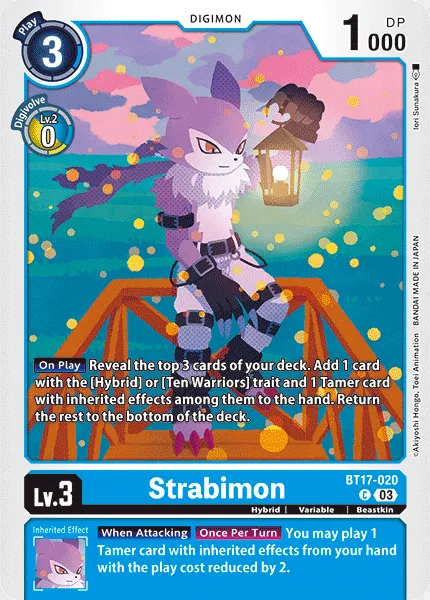 DIGIMON
Play
3
1000
DP
Digivolve
Lv.2
0
Iori Sunakura
©Akiyoshi Hongo, Toei Animation BANDAI MADE IN JAPAN
On Play Reveal the top 3 cards of your deck. Add 1 card
with the [Hybrid] or [Ten Warriors] trait and 1 Tamer card
with inherited effects among them to the hand. Return
the rest to the bottom of the deck.
Lv.3
Strabimon
BT17-020
C 03
Hybrid | Variable | Beastkin
Inherited Effect
When Attacking Once Per Turn You may play 1
Tamer card with inherited effects from your hand
with the play cost reduced by 2.